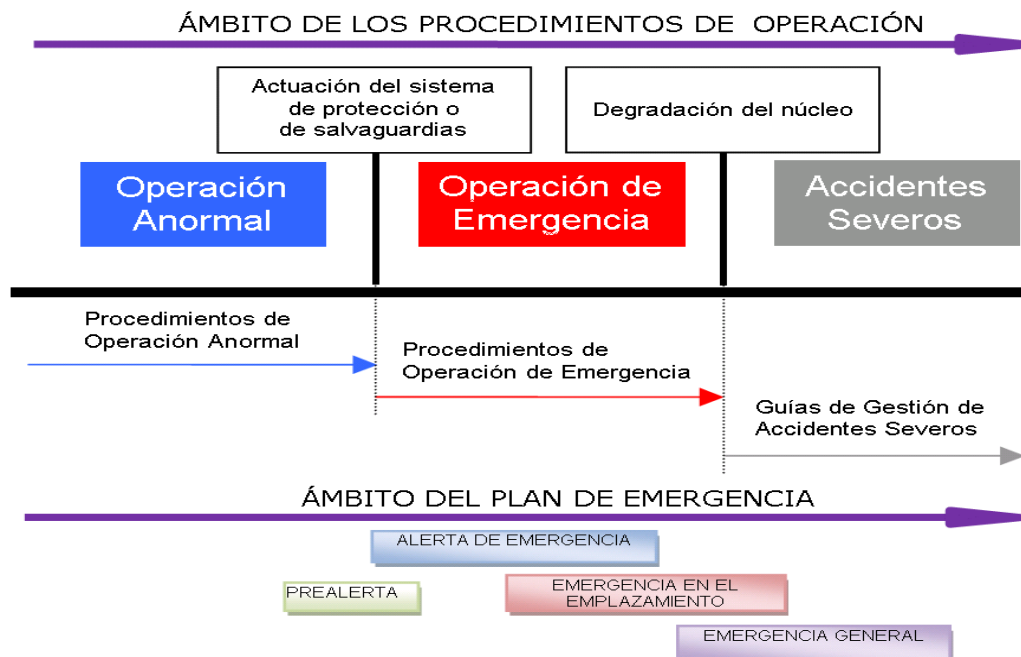 ÁMBITO DE LOS PROCEDIMIENTOS DE OPERACIÓN
Actuación del sistema
de protección o
de salvaguardias
Degradación del núcleo
Operación
Anormal
Operación de
Emergencia
Accidentes
Severos
Procedimientos de
Operación Anormal
Procedimientos de
Operación de Emergencia
Guías de Gestión de
Accidentes Severos
ÁMBITO DEL PLAN DE EMERGENCIA
ALERTA DE EMERGENCIA
PREALERTA
EMERGENCIA EN EL
EMPLAZAMIENTO
EMERGENCIA GENERAL